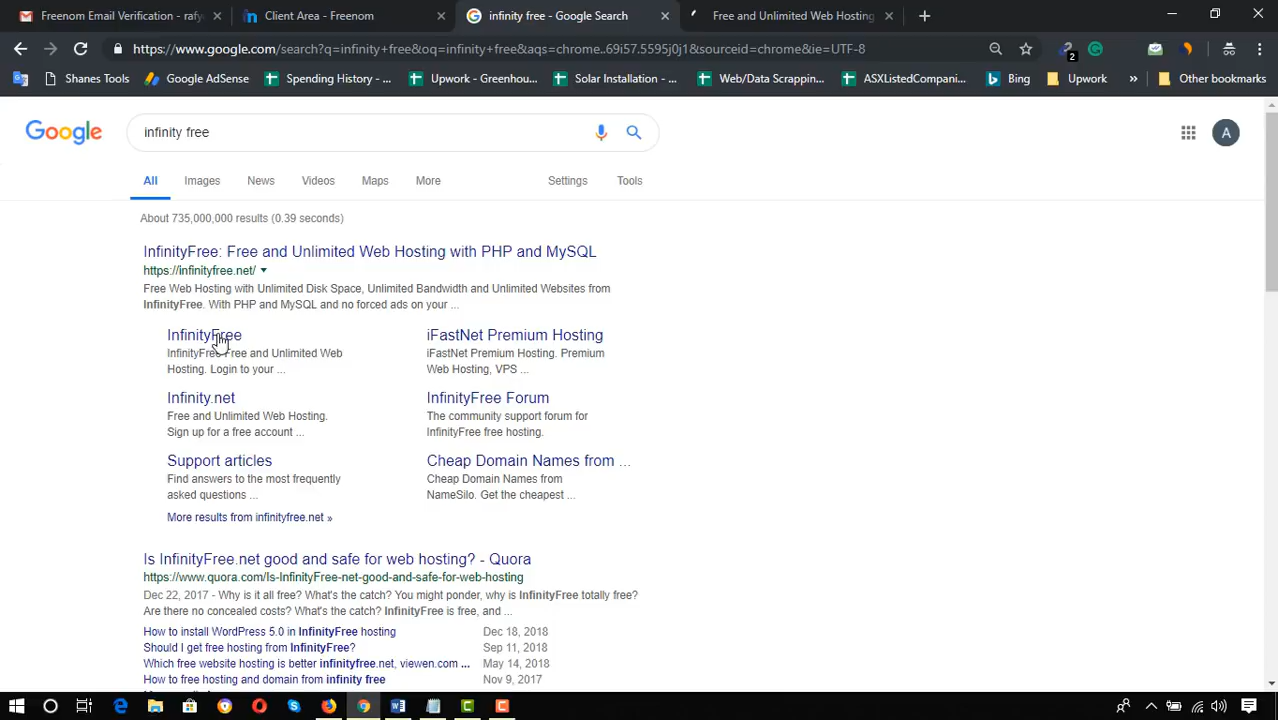 Freenom Email Verification - rafy
Client Area - Freenom
infinity free - Google Search
Free and Unlimited Web Hosting
https://www.google.com/search?q=infinity+free&oq=infinity+free&aqs=chrome..69i57.5595j0j1&sourceid=chrome&ie=UTF-8
2
Shanes Tools
Google AdSense
Spending History - ...
Upwork - Greenhou...
Solar Installation - ...
Web/Data Scrappin...
ASXListedCompani...
Bing
Upwork
»
Other bookmarks
Google
infinity free
A
All
Images
News
Videos
Maps
More
Settings
Tools
About 735,000,000 results (0.39 seconds)
InfinityFree: Free and Unlimited Web Hosting with PHP and MySQL
https://infinityfree.net/
Free Web Hosting with Unlimited Disk Space, Unlimited Bandwidth and Unlimited Websites from
InfinityFree. With PHP and MySQL and no forced ads on your ...
InfinityFree
InfinityFree Free and Unlimited Web
Hosting. Login to your ...
iFastNet Premium Hosting
iFastNet Premium Hosting. Premium
Web Hosting, VPS ...
Infinity.net
Free and Unlimited Web Hosting.
Sign up for a free account ...
InfinityFree Forum
The community support forum for
InfinityFree free hosting.
Support articles
Find answers to the most frequently
asked questions ...
Cheap Domain Names from ...
Cheap Domain Names from
NameSilo. Get the cheapest ...
More results from infinityfree.net »
Is InfinityFree.net good and safe for web hosting? - Quora
https://www.quora.com/Is-InfinityFree-net-good-and-safe-for-web-hosting
Dec 22, 2017 - Why is it all free? What's the catch? You might ponder, why is InfinityFree totally free?
Are there no concealed costs? What's the catch? InfinityFree is free, and ...
How to install WordPress 5.0 in InfinityFree hosting Dec 18, 2018
Should I get free hosting from InfinityFree? Sep 11, 2018
Which free website hosting is better infinityfree.net, viewen.com ... May 14, 2018
How to free hosting and domain from infinity free Nov 9, 2017